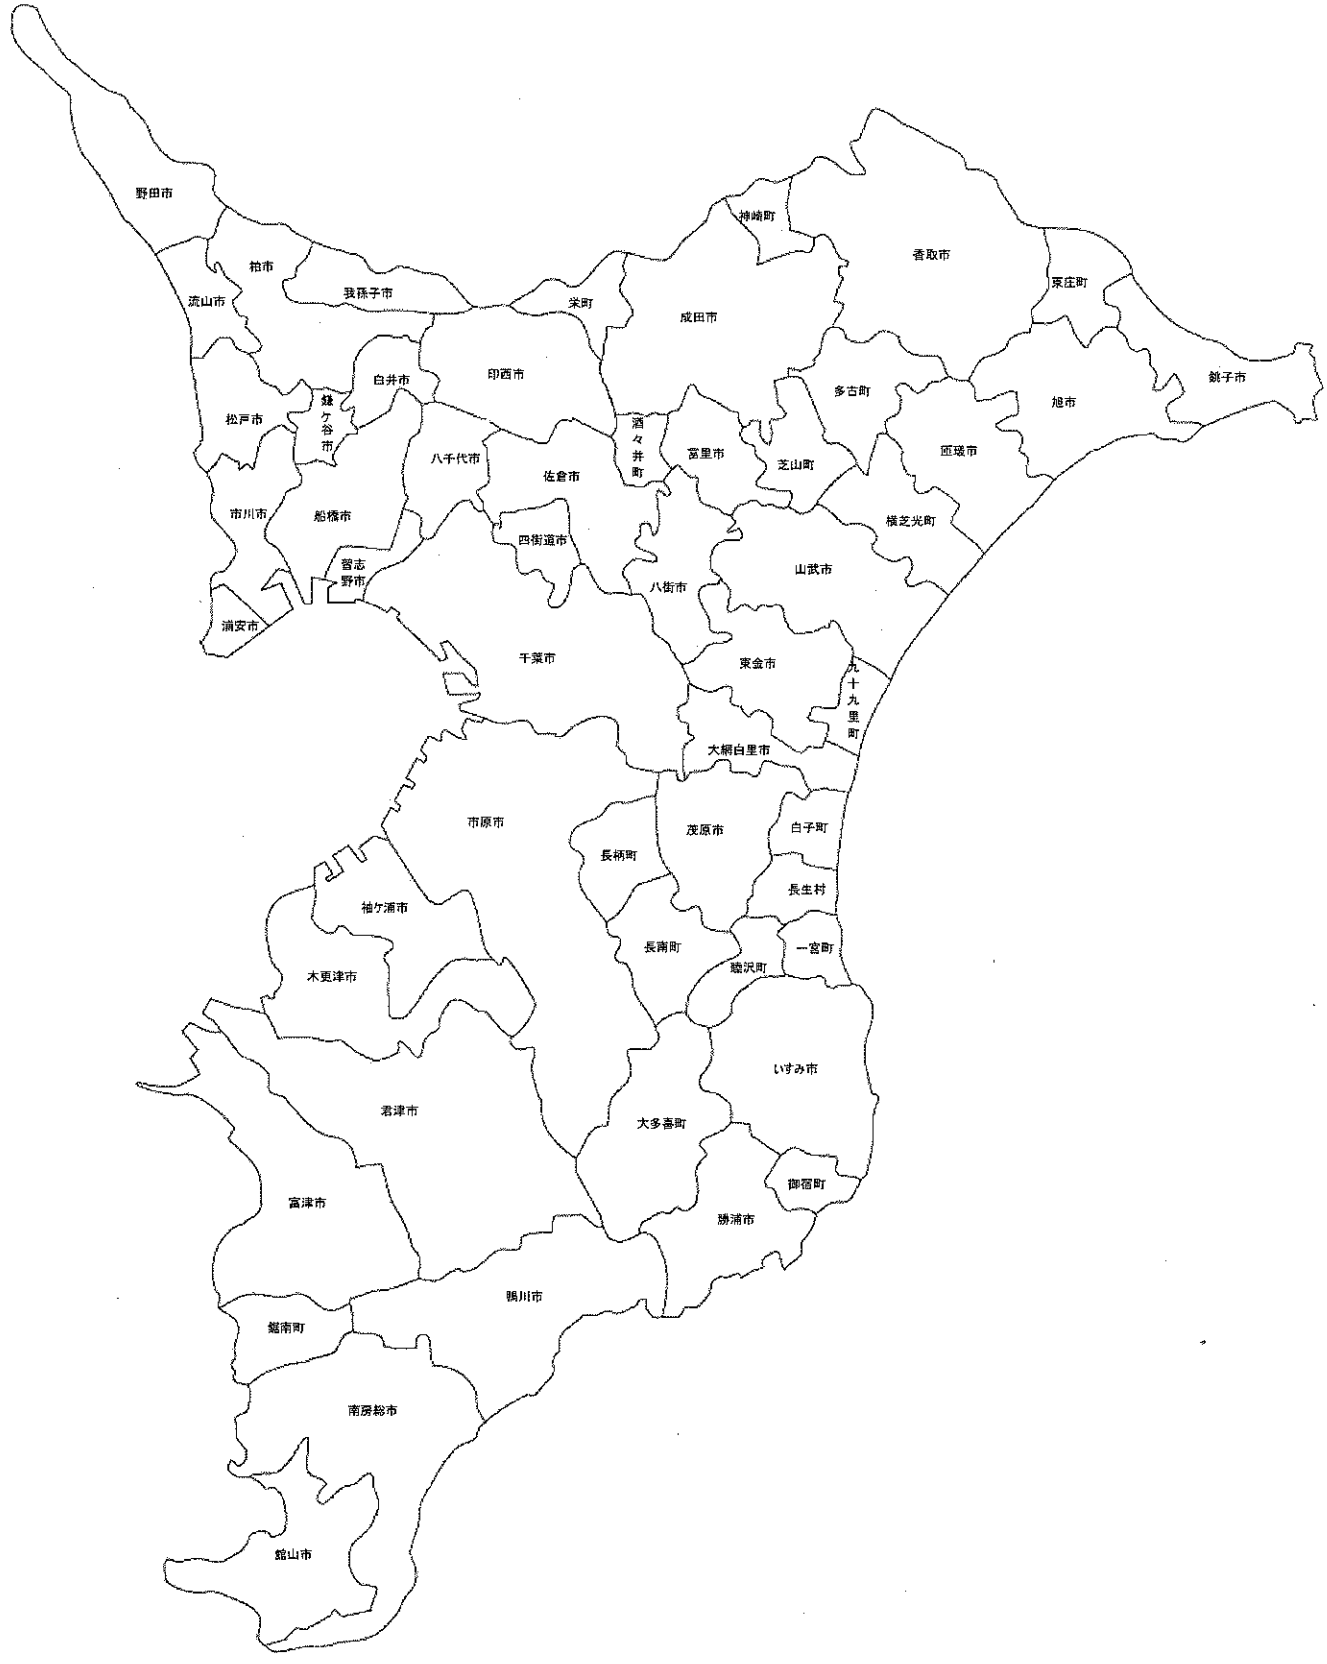 野田市
神崎町
香取市
柏市
我孫子市
流山市
栄町
成田市
東庄町
銚子市
白井市
印西市
多古町
旭市
松戸市
鎌ケ谷市
酒々井町
富里市
芝山町
匝瑳市
八千代市
佐倉市
市川市
船橋市
四街道市
横芝光町
習志
野市
八街市
山武市
浦安市
千葉市
東金市
九十九里町
大網白里市
市原市
茂原市
白子町
長柄町
長生村
袖ケ浦市
長南町
一宮町
睦沢町
木更津市
いすみ市
君津市
大多喜町
御宿町
富津市
勝浦市
鴨川市
鋸南町
南房総市
館山市